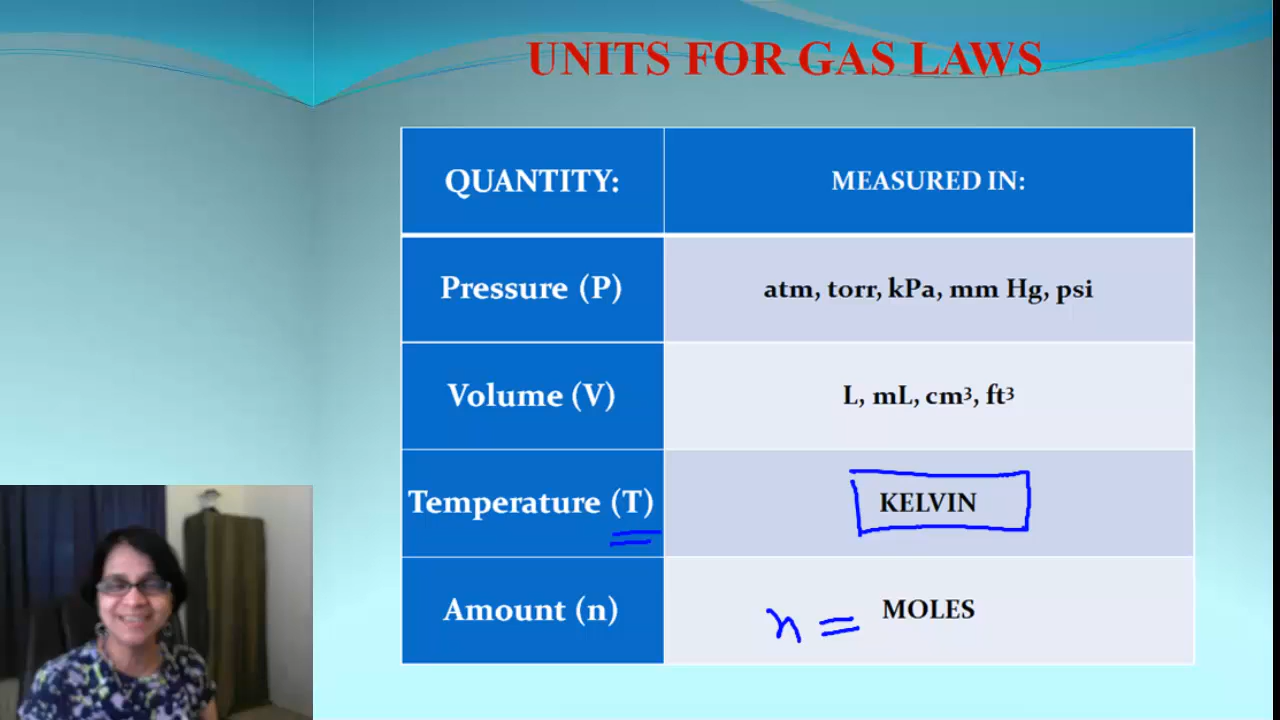 UNITS FOR GAS LAWS
QUANTITY: MEASURED IN:
Pressure (P) atm, torr, kPa, mm Hg, psi
Volume (V) L, mL, cm³, ft³
Temperature (T) KELVIN
Amount (n) n = MOLES